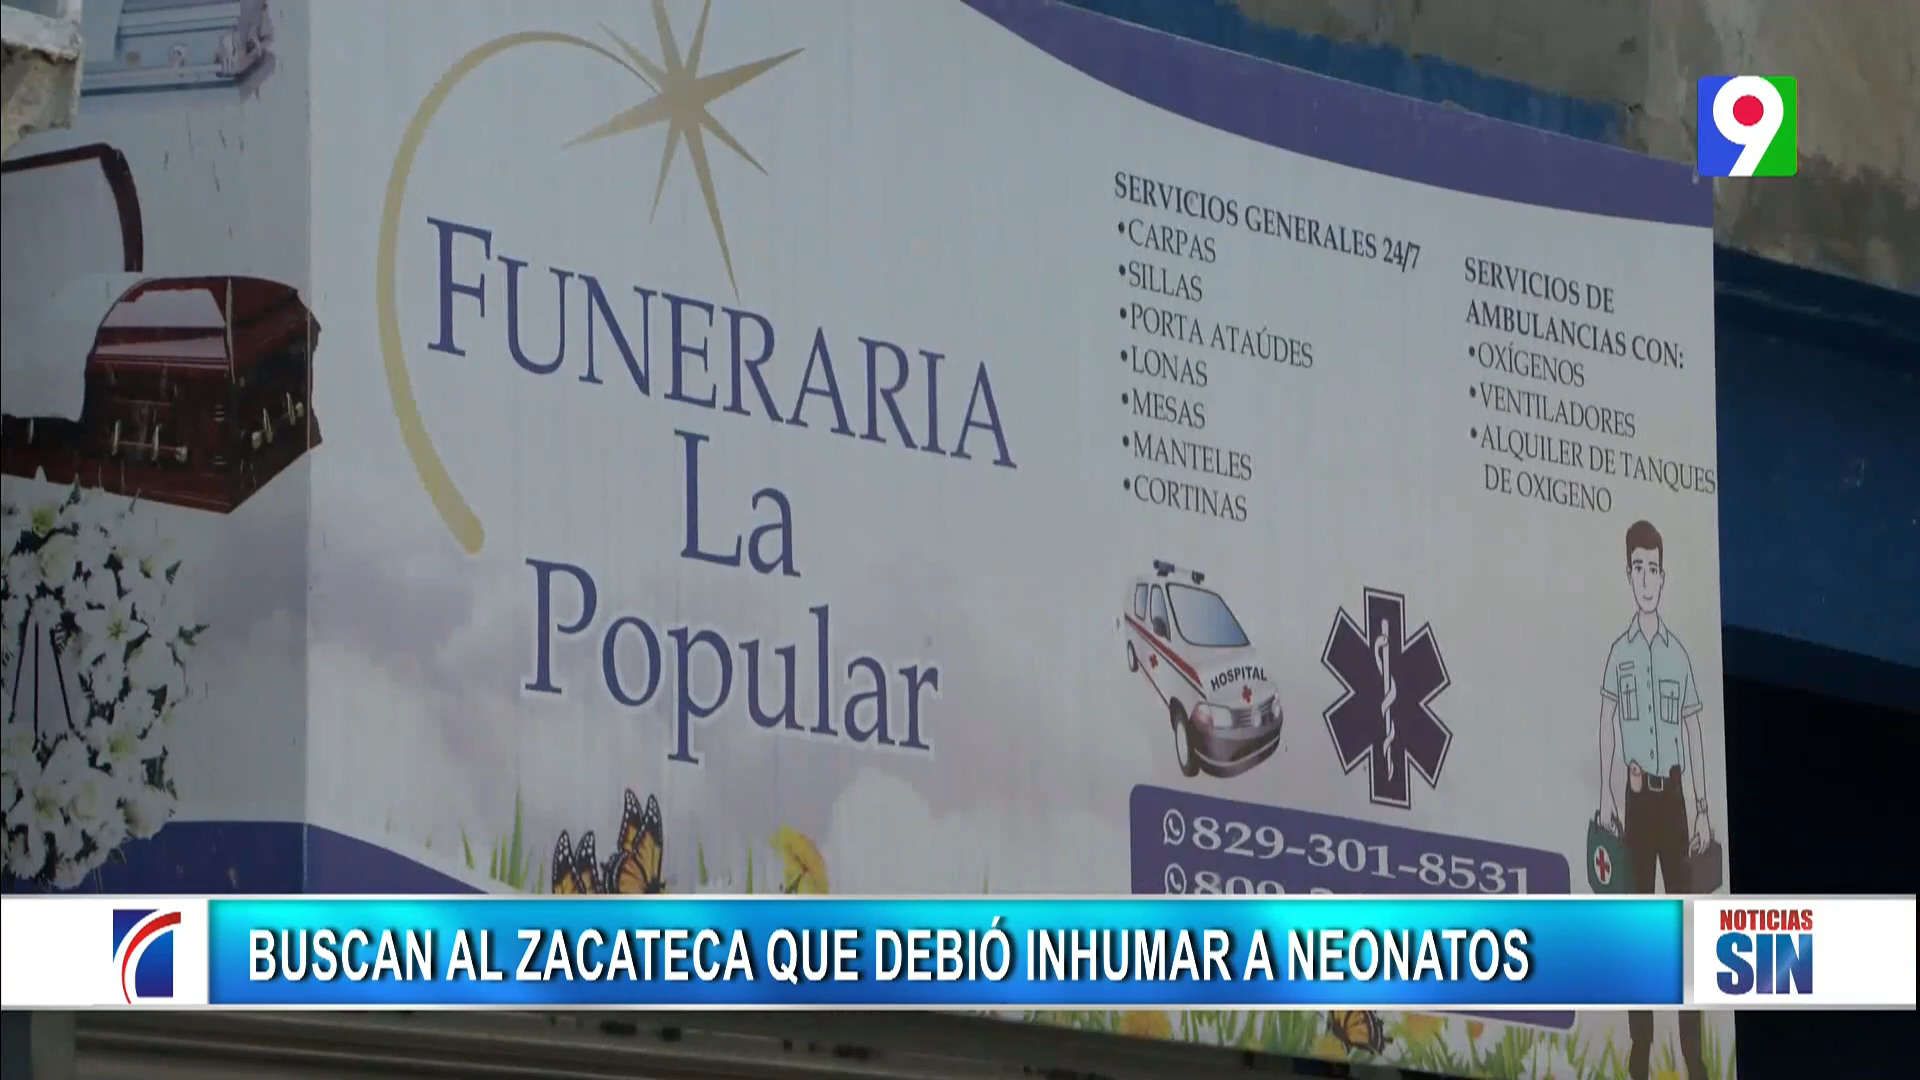 9
FUNERARIA
La
Popular
SERVICIOS GENERALES 24/7
•CARPAS
•SILLAS
•PORTA ATAÚDES
•LONAS
•MESAS
•MANTELES
•CORTINAS
SERVICIOS DE
AMBULANCIAS CON:
•OXÍGENOS
•VENTILADORES
•ALQUILER DE TANQUES
DE OXIGENO
HOSPITAL
829-301-8531
BUSCAN AL ZACATECA QUE DEBIÓ INHUMAR A NEONATOS
NOTICIAS
SIN